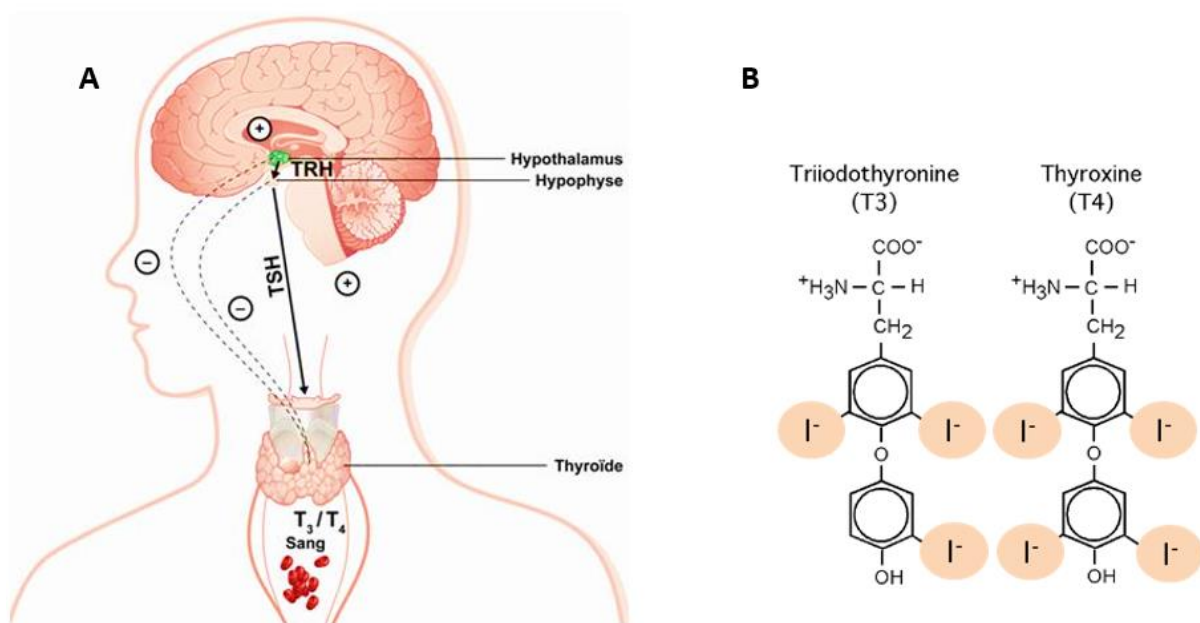 A
+
Hypothalamus
TRH
Hypophyse
−
TSH
−
+
Thyroïde
T₃/T₄
Sang
B
Triiodothyronine
(T3)
COO⁻
⁺H₃N–C–H
CH₂
I⁻
I⁻
O
I⁻
OH
Thyroxine
(T4)
COO⁻
⁺H₃N–C–H
CH₂
I⁻
I⁻
O
I⁻
I⁻
OH